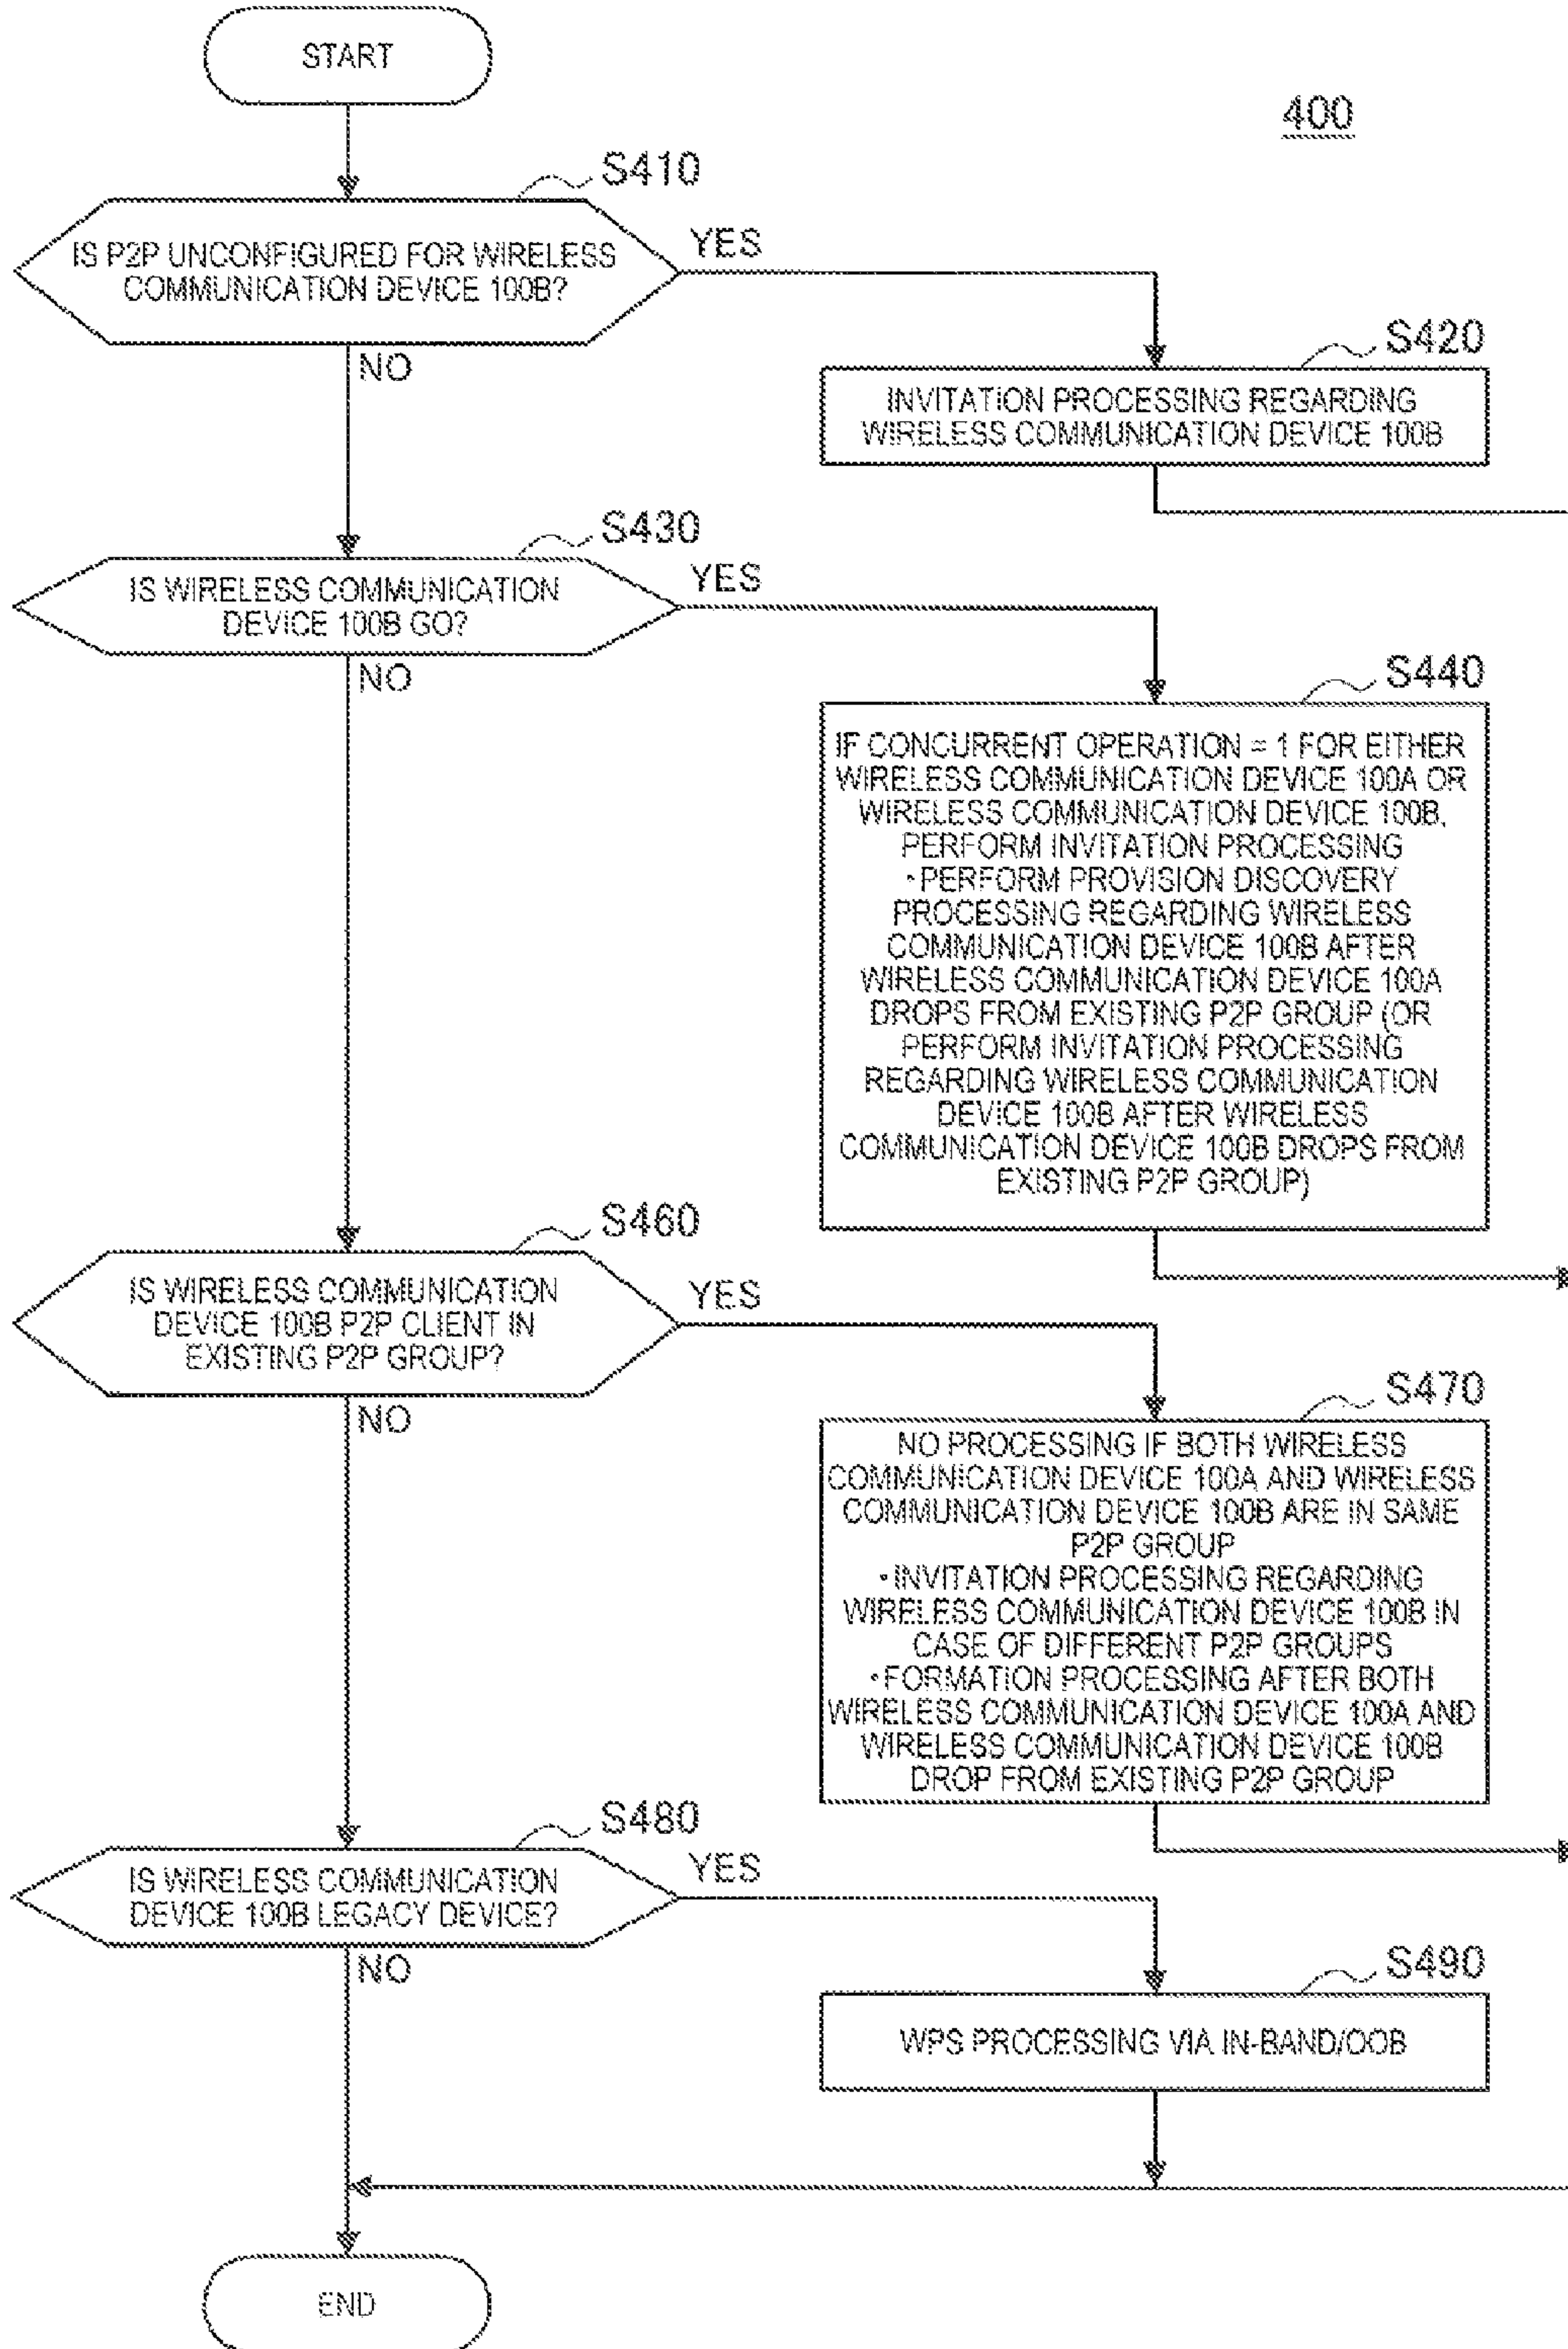 START
400
S410
IS P2P UNCONFIGURED FOR WIRELESS
COMMUNICATION DEVICE 100B?
YES
NO
S420
INVITATION PROCESSING REGARDING
WIRELESS COMMUNICATION DEVICE 100B
S430
IS WIRELESS COMMUNICATION
DEVICE 100B GO?
YES
NO
S440
IF CONCURRENT OPERATION = 1 FOR EITHER
WIRELESS COMMUNICATION DEVICE 100A OR
WIRELESS COMMUNICATION DEVICE 100B,
PERFORM INVITATION PROCESSING
•PERFORM PROVISION DISCOVERY
PROCESSING REGARDING WIRELESS
COMMUNICATION DEVICE 100B AFTER
WIRELESS COMMUNICATION DEVICE 100A
DROPS FROM EXISTING P2P GROUP (OR
PERFORM INVITATION PROCESSING
REGARDING WIRELESS COMMUNICATION
DEVICE 100B AFTER WIRELESS
COMMUNICATION DEVICE 100B DROPS FROM
EXISTING P2P GROUP)
S460
IS WIRELESS COMMUNICATION
DEVICE 100B P2P CLIENT IN
EXISTING P2P GROUP?
YES
NO
S470
NO PROCESSING IF BOTH WIRELESS
COMMUNICATION DEVICE 100A AND WIRELESS
COMMUNICATION DEVICE 100B ARE IN SAME
P2P GROUP
•INVITATION PROCESSING REGARDING
WIRELESS COMMUNICATION DEVICE 100B IN
CASE OF DIFFERENT P2P GROUPS
•FORMATION PROCESSING AFTER BOTH
WIRELESS COMMUNICATION DEVICE 100A AND
WIRELESS COMMUNICATION DEVICE 100B
DROP FROM EXISTING P2P GROUP
S480
IS WIRELESS COMMUNICATION
DEVICE 100B LEGACY DEVICE?
YES
NO
S490
WPS PROCESSING VIA IN-BAND/OOB
END